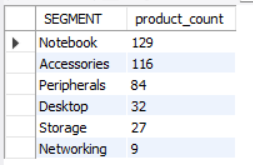 SEGMENT product_count
Notebook 129
Accessories 116
Peripherals 84
Desktop 32
Storage 27
Networking 9